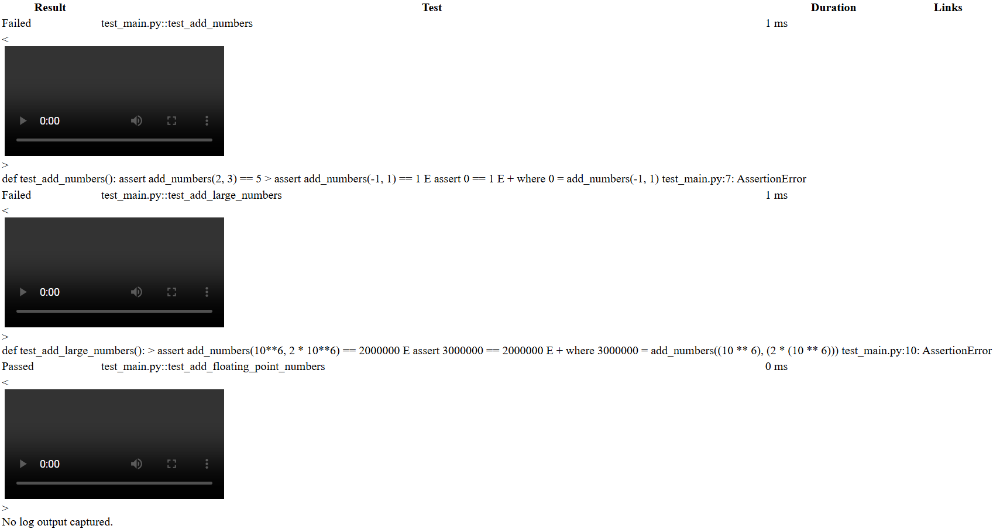 Result Test Duration Links
Failed test_main.py::test_add_numbers 1 ms
<
0:00
>
def test_add_numbers(): assert add_numbers(2, 3) == 5 > assert add_numbers(-1, 1) == 1 E assert 0 == 1 E + where 0 = add_numbers(-1, 1) test_main.py:7: AssertionError
Failed test_main.py::test_add_large_numbers 1 ms
<
0:00
>
def test_add_large_numbers(): > assert add_numbers(10**6, 2 * 10**6) == 2000000 E assert 3000000 == 2000000 E + where 3000000 = add_numbers((10 ** 6), (2 * (10 ** 6))) test_main.py:10: AssertionError
Passed test_main.py::test_add_floating_point_numbers 0 ms
<
0:00
>
No log output captured.